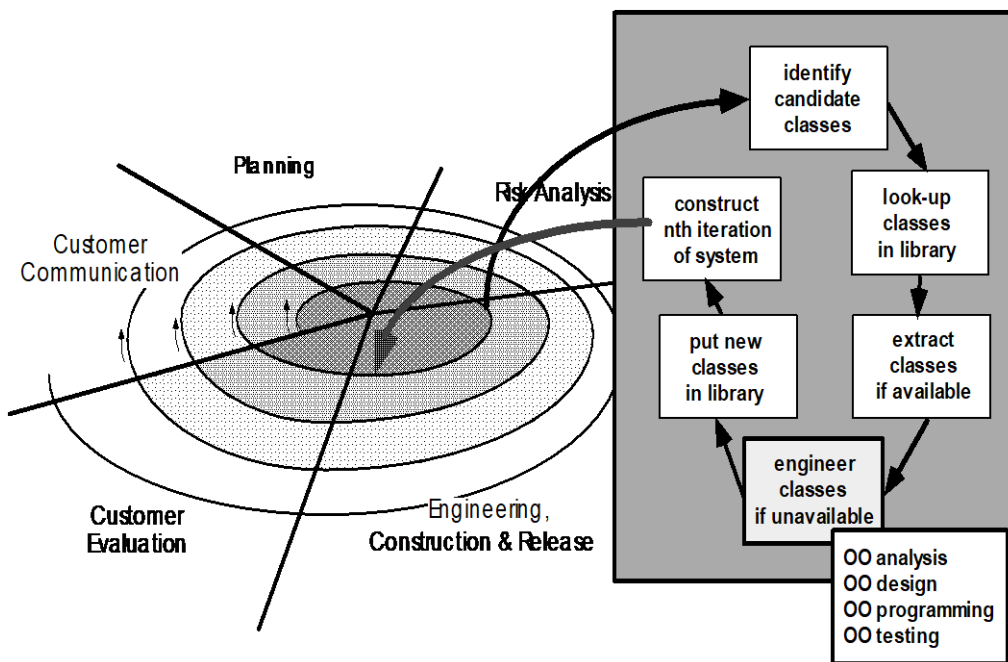 Planning
Risk Analysis
Customer
Communication
Customer
Evaluation
Engineering,
Construction & Release
identify
candidate
classes
look-up
classes
in library
extract
classes
if available
engineer
classes
if unavailable
put new
classes
in library
construct
nth iteration
of system
OO analysis
OO design
OO programming
OO testing